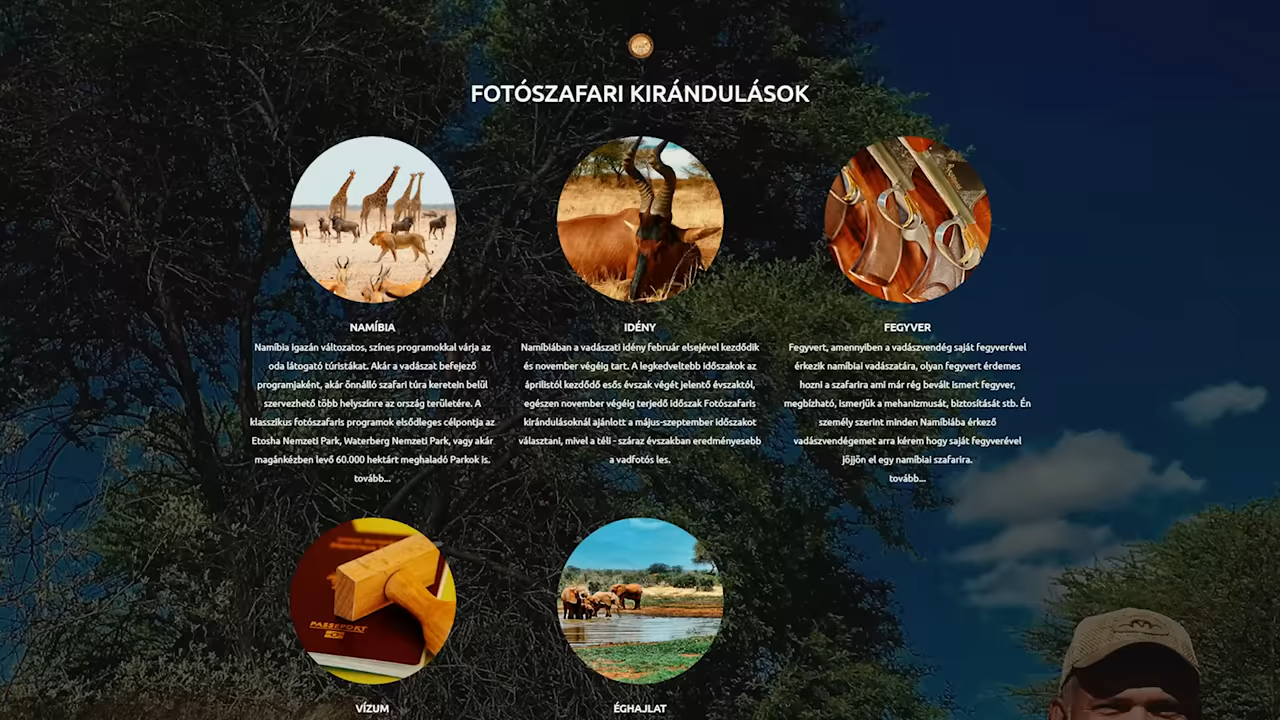 FOTÓSZAFARI KIRÁNDULÁSOK
NAMÍBIA
Namíbia igazán változatos, színes programokkal várja az
oda látogató túristákat. Akár a vadászat befejező
programjaként, akár önnálló szafari túra keretein belül
szervezhető több helyszínre az ország területére. A
klasszikus fotószafaris programok elsődleges célpontja az
Etosha Nemzeti Park, Waterberg Nemzeti Park, vagy akár
magánkézben levő 60.000 hektárt meghaladó Parkok is.
tovább...
IDÉNY
Namíbiában a vadászati idény február elsejével kezdődik
és november végéig tart. A legkedveltebb időszakok az
áprilistól kezdődő esős évszak végét jelentő évszaktól,
egészen november végéig terjedő időszak Fotószafaris
kirándulásoknál ajánlott a május-szeptember időszakot
választani, mivel a téli - száraz évszakban eredményesebb
a vadfotós les.
FEGYVER
Fegyvert, amennyiben a vadászvendég saját fegyverével
érkezik namíbiai vadászatára, olyan fegyvert érdemes
hozni a szafarira ami már rég bevált ismert fegyver,
megbízható, ismerjük a mehanizmusát, biztosítását stb. Én
személy szerint minden Namíbiába érkező
vadászvendégemet arra kérem hogy saját fegyverével
jöjjön el egy namíbiai szafarira.
tovább...
PASSEPORT
VÍZUM
ÉGHAJLAT